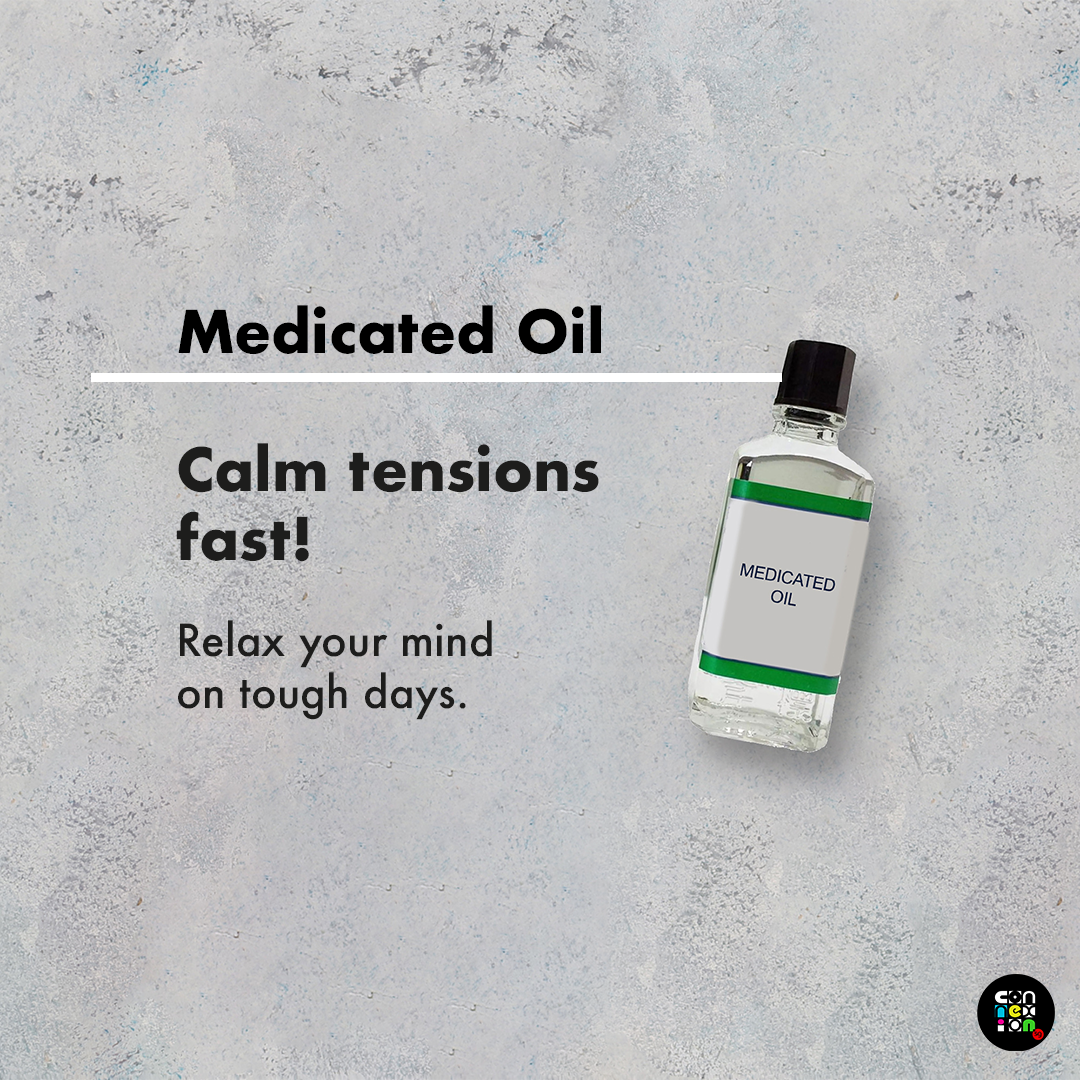 Medicated Oil
Calm tensions
fast!
Relax your mind
on tough days.
MEDICATED
OIL
con
nex
ion